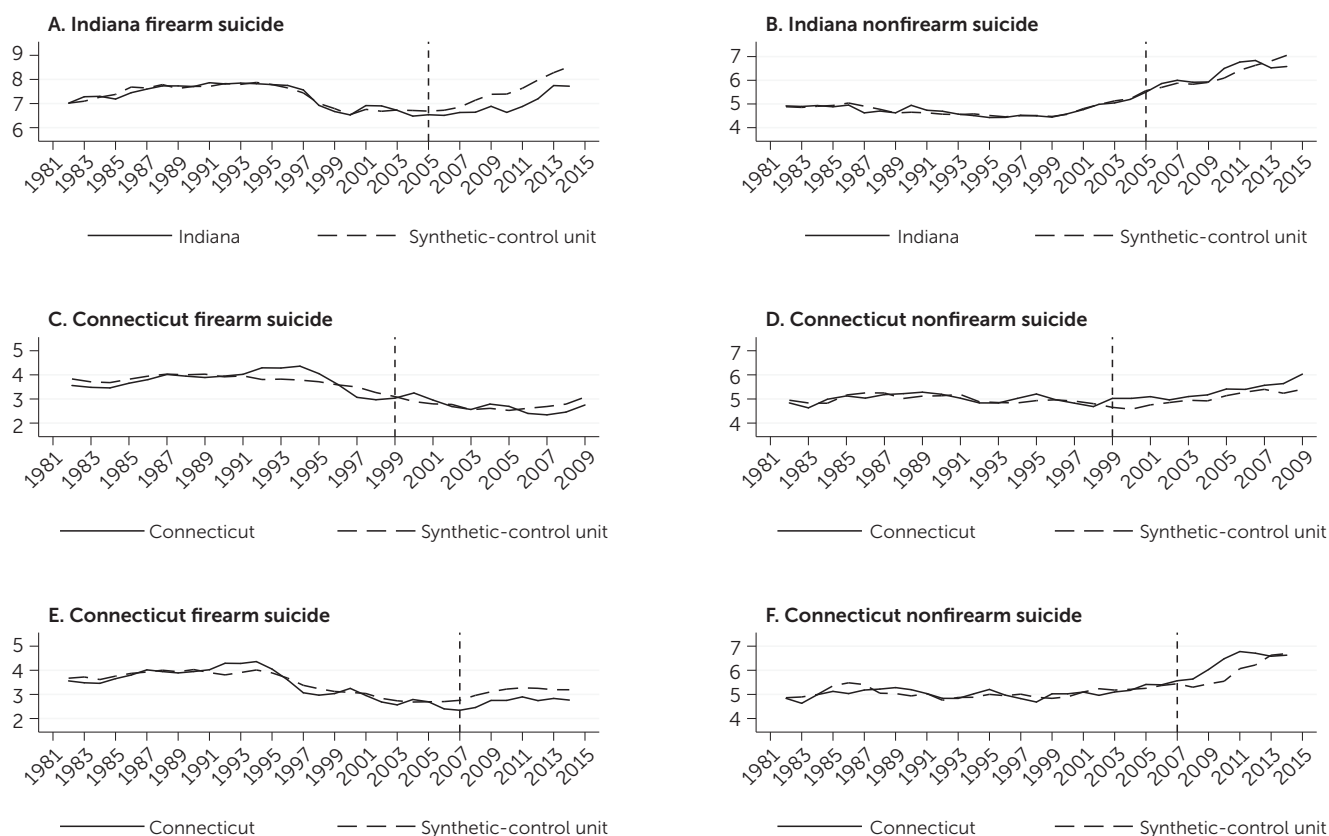 A. Indiana firearm suicide
9
8
7
6
1981 1983 1985 1987 1989 1991 1993 1995 1997 1999 2001 2003 2005 2007 2009 2011 2013 2015
Indiana Synthetic-control unit
B. Indiana nonfirearm suicide
7
6
5
4
1981 1983 1985 1987 1989 1991 1993 1995 1997 1999 2001 2003 2005 2007 2009 2011 2013 2015
Indiana Synthetic-control unit
C. Connecticut firearm suicide
5
4
3
2
1981 1983 1985 1987 1989 1991 1993 1995 1997 1999 2001 2003 2005 2007 2009
Connecticut Synthetic-control unit
D. Connecticut nonfirearm suicide
7
6
5
4
1981 1983 1985 1987 1989 1991 1993 1995 1997 1999 2001 2003 2005 2007 2009
Connecticut Synthetic-control unit
E. Connecticut firearm suicide
5
4
3
2
1981 1983 1985 1987 1989 1991 1993 1995 1997 1999 2001 2003 2005 2007 2009 2011 2013 2015
Connecticut Synthetic-control unit
F. Connecticut nonfirearm suicide
7
6
5
4
1981 1983 1985 1987 1989 1991 1993 1995 1997 1999 2001 2003 2005 2007 2009 2011 2013 2015
Connecticut Synthetic-control unit